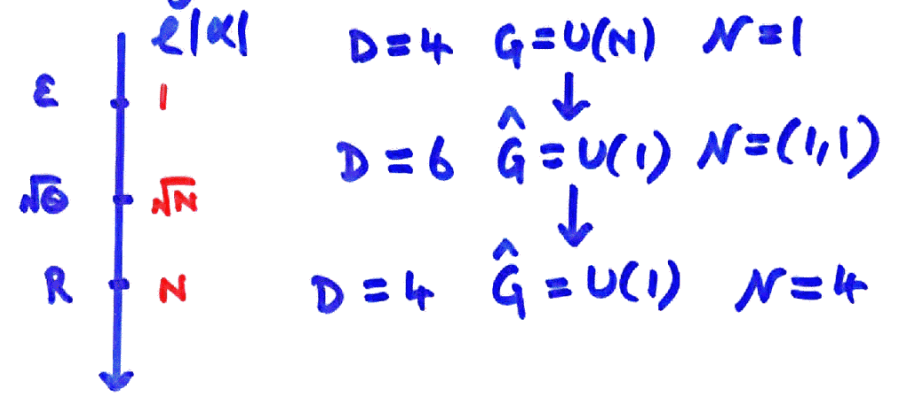 l|α| D=4 G=U(N) 𝒩=1
ε 1
D=6 Ĝ=U(1) 𝒩=(1,1)
√Θ √N
R N D=4 Ĝ=U(1) 𝒩=4